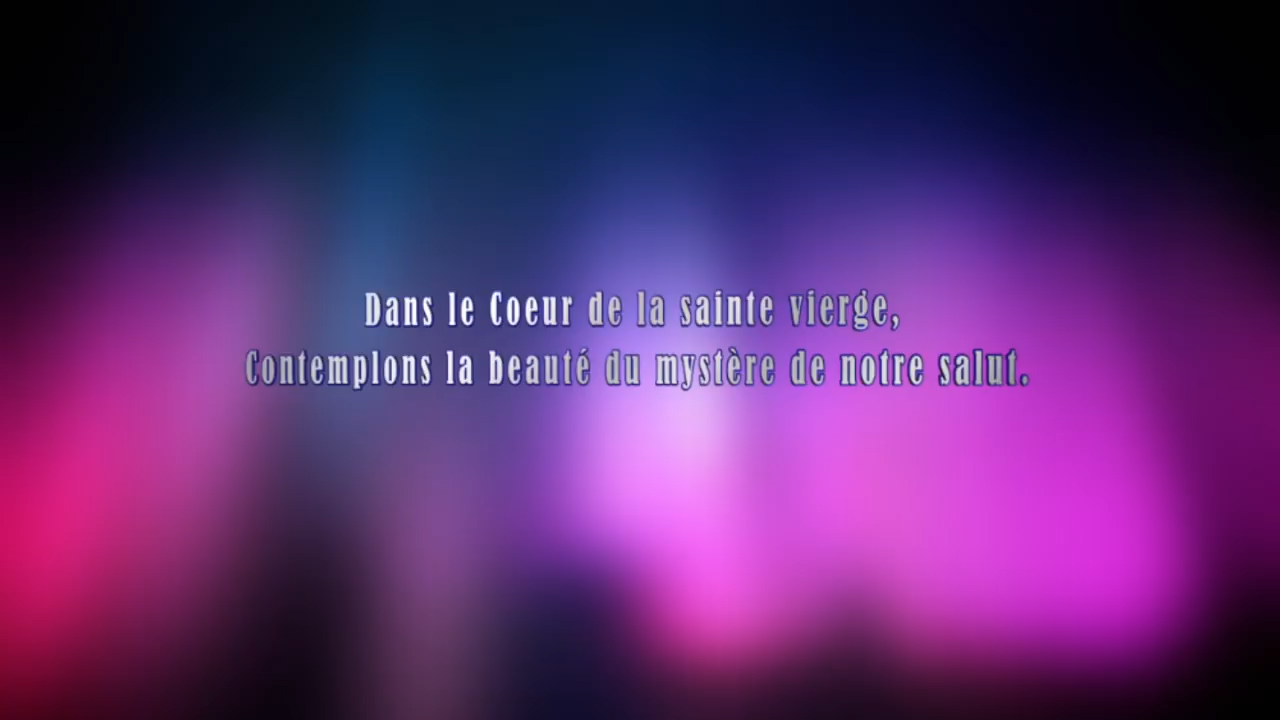 Dans le Coeur de la sainte vierge,
Contemplons la beauté du mystère de notre salut.